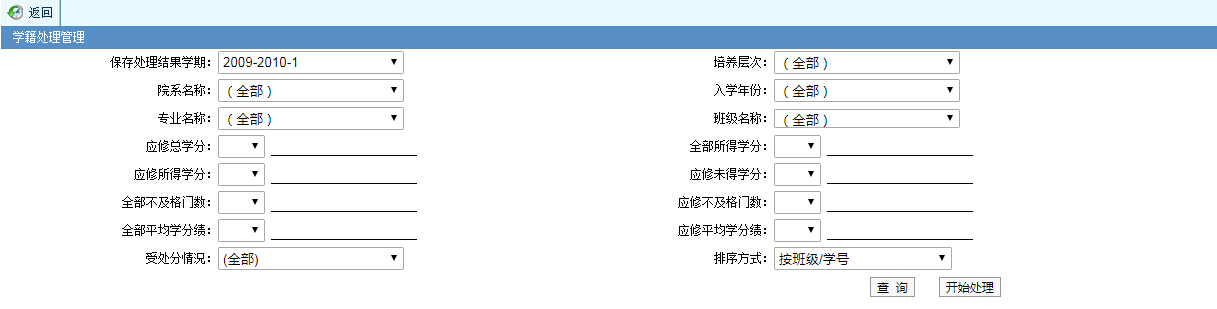 返回
学籍处理管理
保存处理结果学期： 2009-2010-1 培养层次： （全部）
院系名称： （全部） 入学年份： （全部）
专业名称： （全部） 班级名称： （全部）
应修总学分： 全部所得学分：
应修所得学分： 应修未得学分：
全部不及格门数： 应修不及格门数：
全部平均学分绩： 应修平均学分绩：
受处分情况： (全部) 排序方式： 按班级/学号
查 询 开始处理